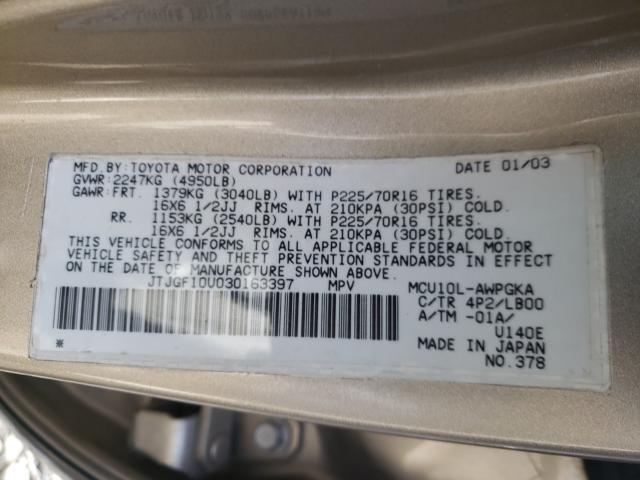 MFD. BY: TOYOTA MOTOR CORPORATION DATE 01/03
GVWR: 2247KG (4950LB)
GAWR: FRT. 1379KG (3040LB) WITH P225/70R16 TIRES.
16X6 1/2JJ RIMS. AT 210KPA (30PSI) COLD.
RR. 1153KG (2540LB) WITH P225/70R16 TIRES.
16X6 1/2JJ RIMS. AT 210KPA (30PSI) COLD.
THIS VEHICLE CONFORMS TO ALL APPLICABLE FEDERAL MOTOR
VEHICLE SAFETY AND THEFT PREVENTION STANDARDS IN EFFECT
ON THE DATE OF MANUFACTURE SHOWN ABOVE.
JTJGF10U030163397 MPV MCU10L-AWPGKA
C/TR 4P2/LB00
A/TM -01A/
U140E
MADE IN JAPAN
* NO.378